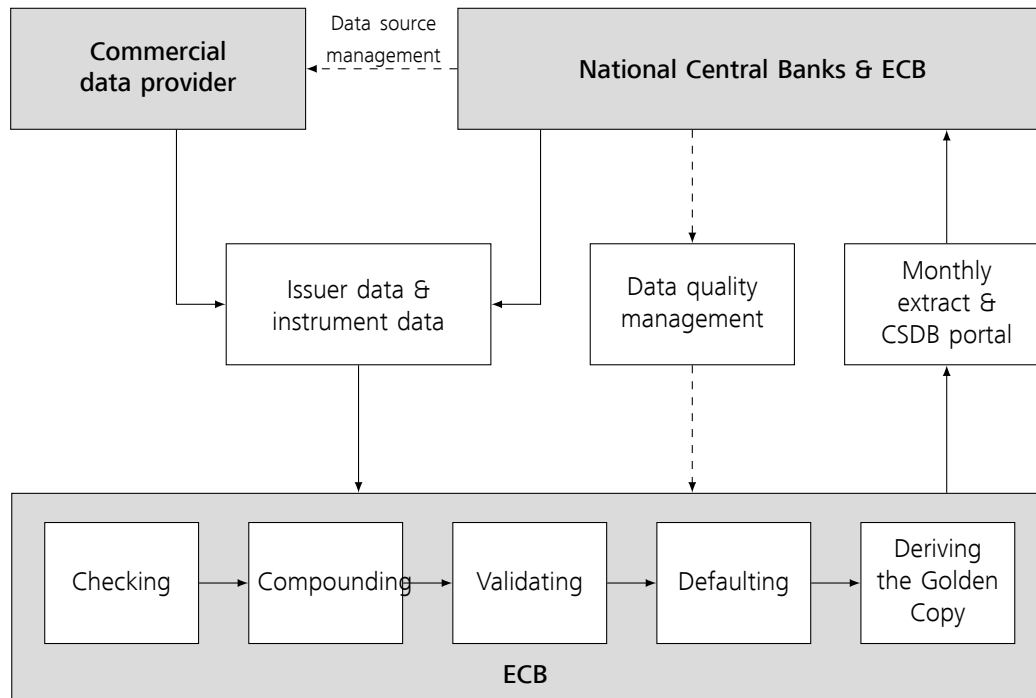 Commercial
data provider
Data source
management
National Central Banks & ECB
Issuer data &
instrument data
Data quality
management
Monthly
extract &
CSDB portal
Checking
Compounding
Validating
Defaulting
Deriving
the Golden
Copy
ECB